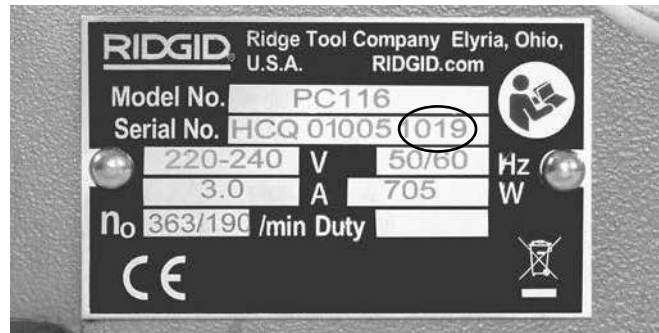 RIDGID® Ridge Tool Company Elyria, Ohio,
U.S.A. RIDGID.com
Model No. PC116
Serial No. HCQ 01005 1019
220-240 V 50/60 Hz
3.0 A 705 W
no 363/190 /min Duty
CE